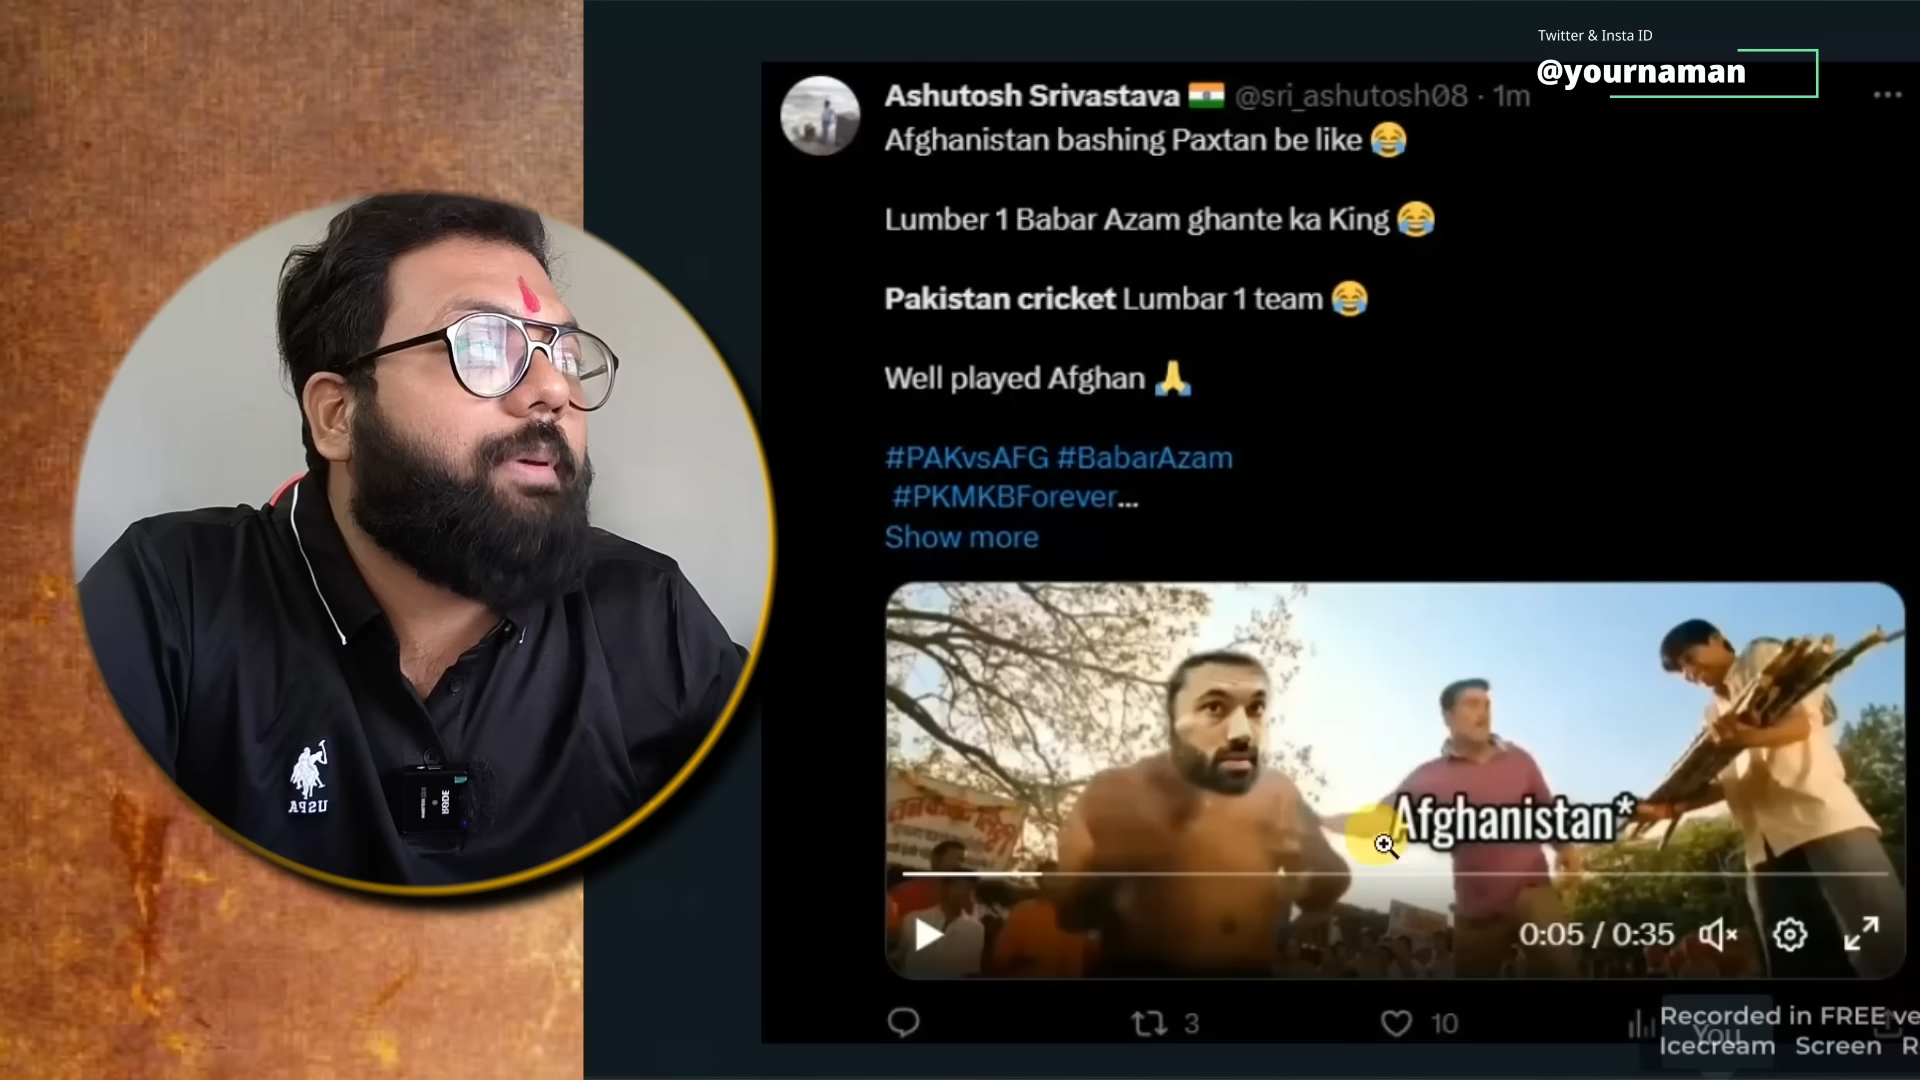 Twitter & Insta ID
@yournaman
Ashutosh Srivastava @sri_ashutosh08 · 1m
Afghanistan bashing Paxtan be like 😂
Lumber 1 Babar Azam ghante ka King 😂
Pakistan cricket Lumbar 1 team 😂
Well played Afghan 🙏
#PAKvsAFG #BabarAzam
#PKMKBForever...
Show more
Afghanistan*
0:05 / 0:35
3
10
You
Recorded in FREE ve
Icecream Screen R
USPA
RØDE